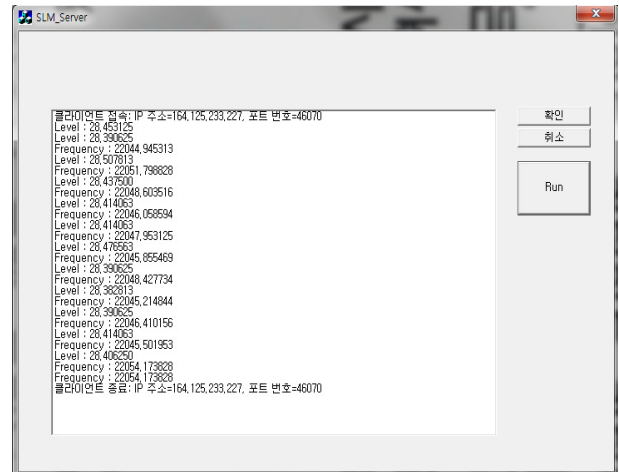 SLM_Server
클라이언트 접속: IP 주소=164,125,233,227, 포트 번호=46070
Level : 28,453125
Level : 28,390625
Frequency : 22044,945313
Level : 28,507813
Frequency : 22051,798828
Level : 28,437500
Frequency : 22048,603516
Level : 28,414063
Frequency : 22046,058594
Level : 28,414063
Frequency : 22047,953125
Level : 28,476563
Frequency : 22045,855469
Level : 28,390625
Frequency : 22048,427734
Level : 28,382813
Frequency : 22045,214844
Level : 28,390625
Frequency : 22046,410156
Level : 28,414063
Frequency : 22045,501953
Level : 28,406250
Frequency : 22054,173828
Frequency : 22054,173828
클라이언트 종료: IP 주소=164,125,233,227, 포트 번호=46070
확인
취소
Run